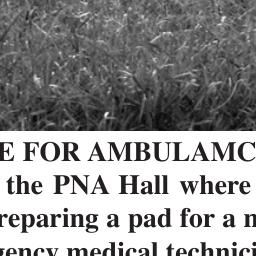 E FOR AMBULAMC
the PNA Hall where
reparing a pad for a n
gency medical technici